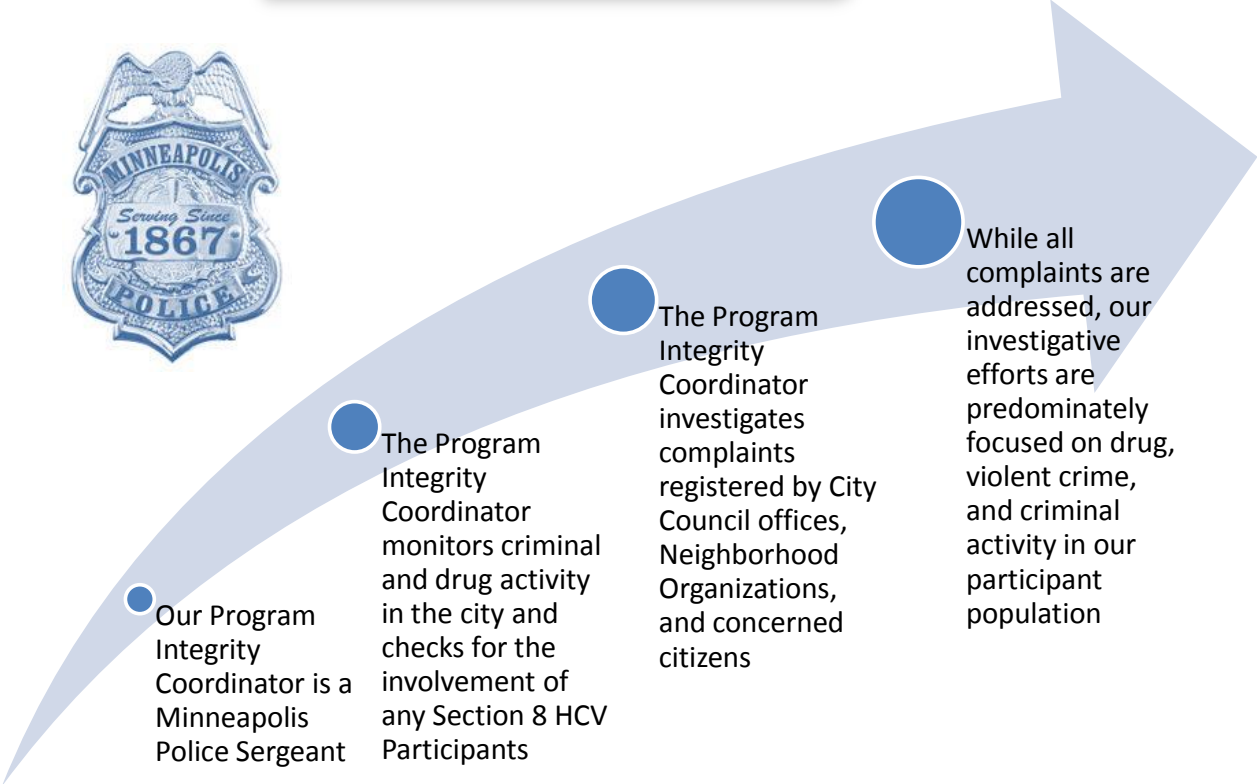 MINNEAPOLIS
Serving Since
1867
POLICE
Our Program
Integrity
Coordinator is a
Minneapolis
Police Sergeant
The Program
Integrity
Coordinator
monitors criminal
and drug activity
in the city and
checks for the
involvement of
any Section 8 HCV
Participants
The Program
Integrity
Coordinator
investigates
complaints
registered by City
Council offices,
Neighborhood
Organizations,
and concerned
citizens
While all
complaints are
addressed, our
investigative
efforts are
predominately
focused on drug,
violent crime,
and criminal
activity in our
participant
population